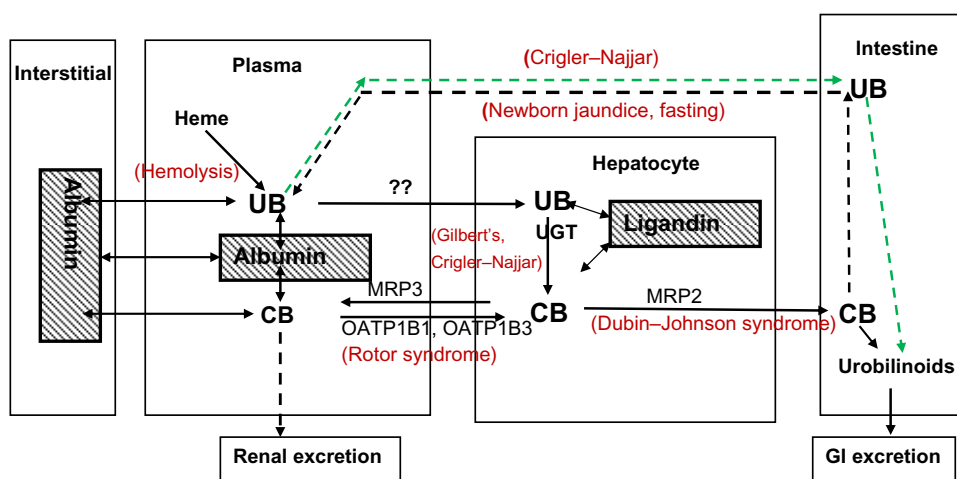 Interstitial
Albumin
Plasma
Heme
(Hemolysis)
UB
Albumin
CB
Renal excretion
(Crigler–Najjar)
(Newborn jaundice, fasting)
??
MRP3
OATP1B1, OATP1B3
(Rotor syndrome)
Hepatocyte
UB
UGT
Ligandin
(Gilbert's,
Crigler–Najjar)
CB
MRP2
(Dubin–Johnson syndrome)
Intestine
UB
CB
Urobilinoids
GI excretion